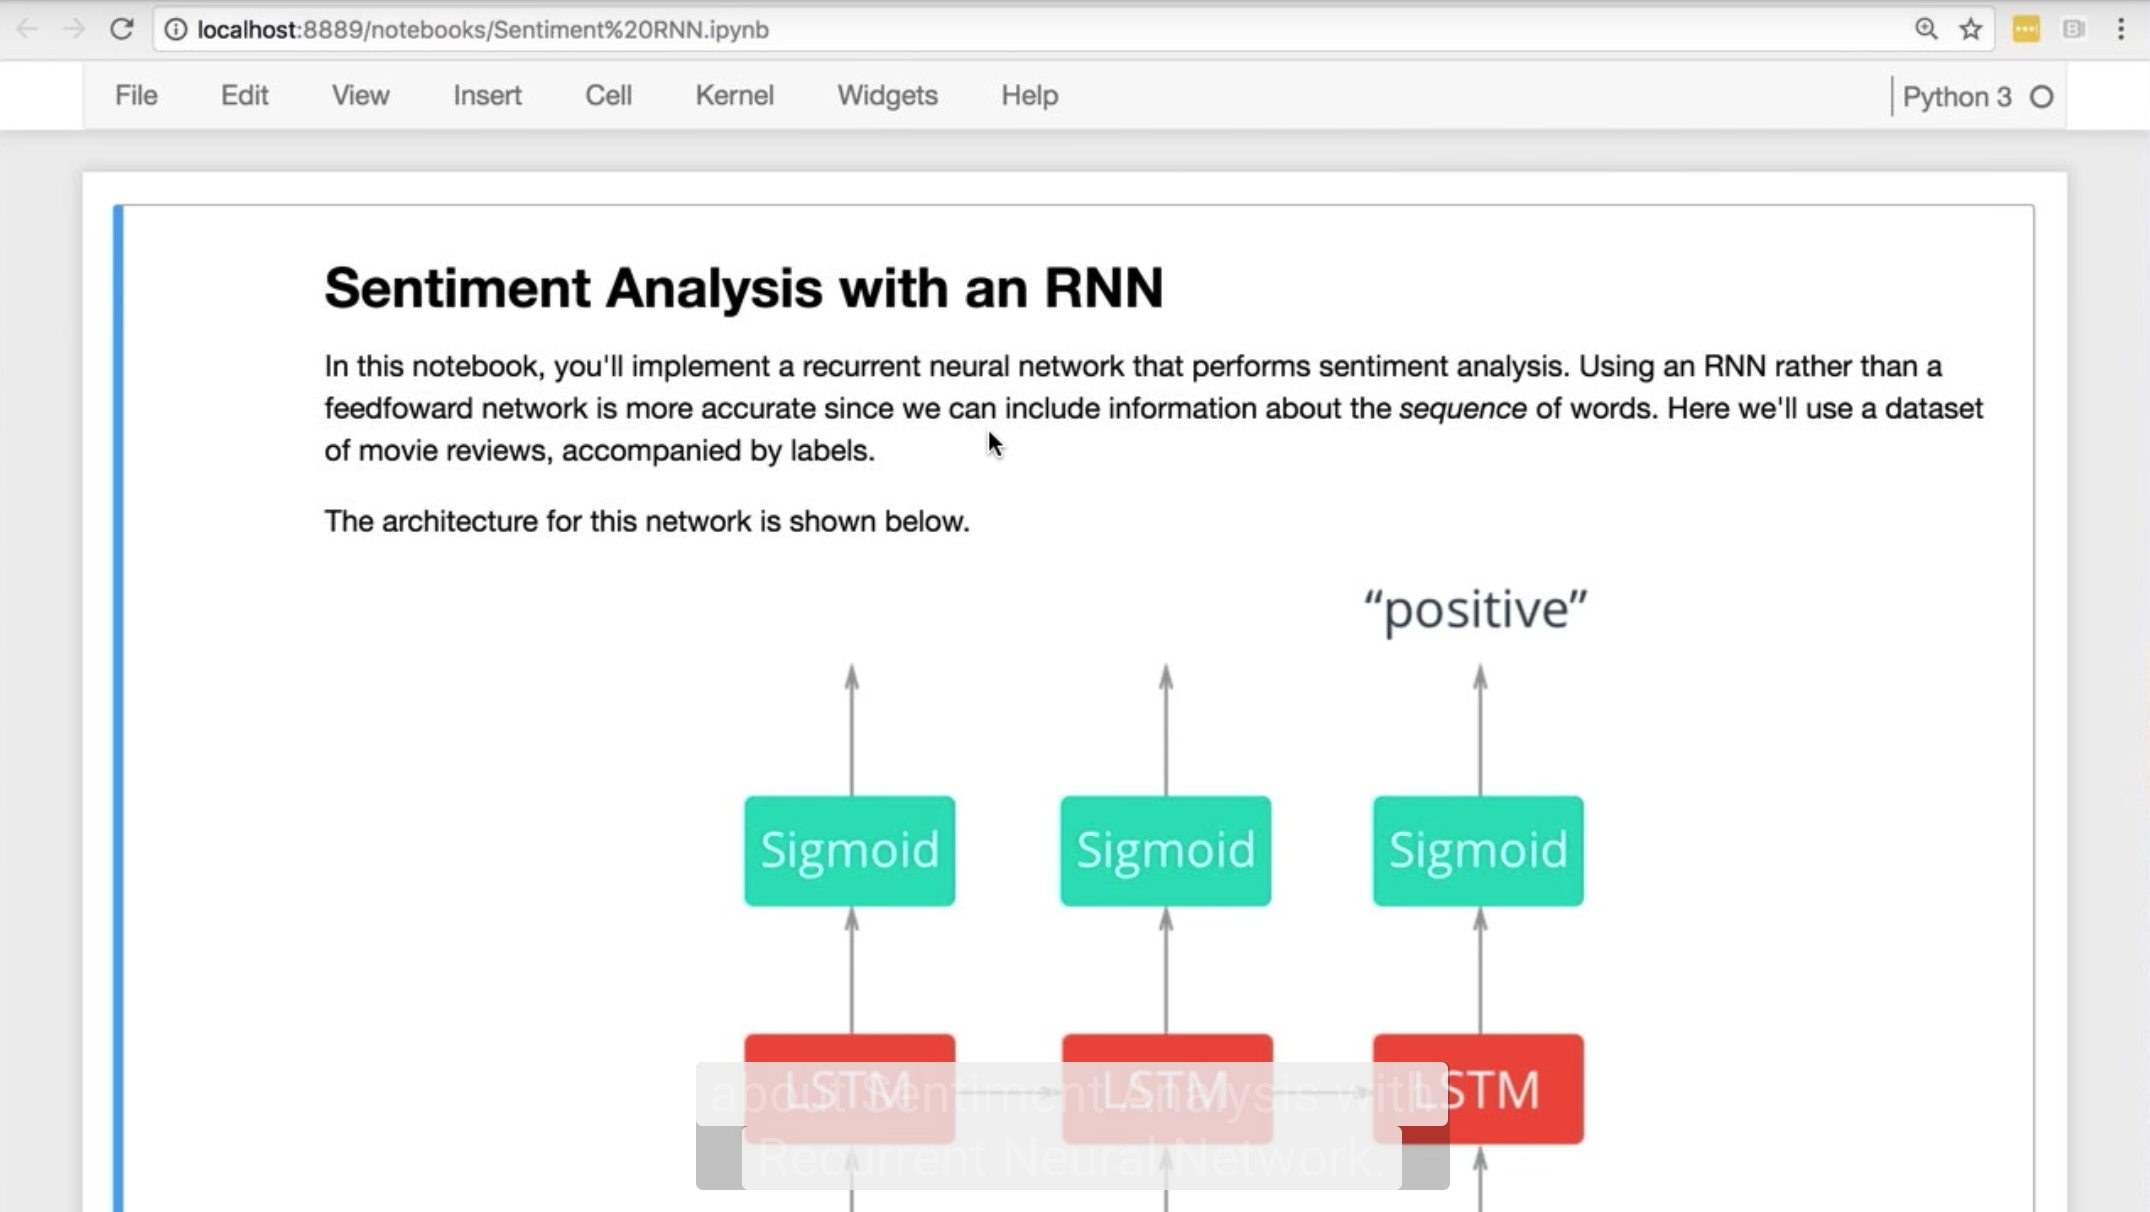 localhost:8889/notebooks/Sentiment%20RNN.ipynb
File Edit View Insert Cell Kernel Widgets Help Python 3
Sentiment Analysis with an RNN
In this notebook, you'll implement a recurrent neural network that performs sentiment analysis. Using an RNN rather than a
feedfoward network is more accurate since we can include information about the sequence of words. Here we'll use a dataset
of movie reviews, accompanied by labels.
The architecture for this network is shown below.
“positive”
Sigmoid Sigmoid Sigmoid
LSTM LSTM LSTM
about Sentiment Analysis with
Recurrent Neural Network.